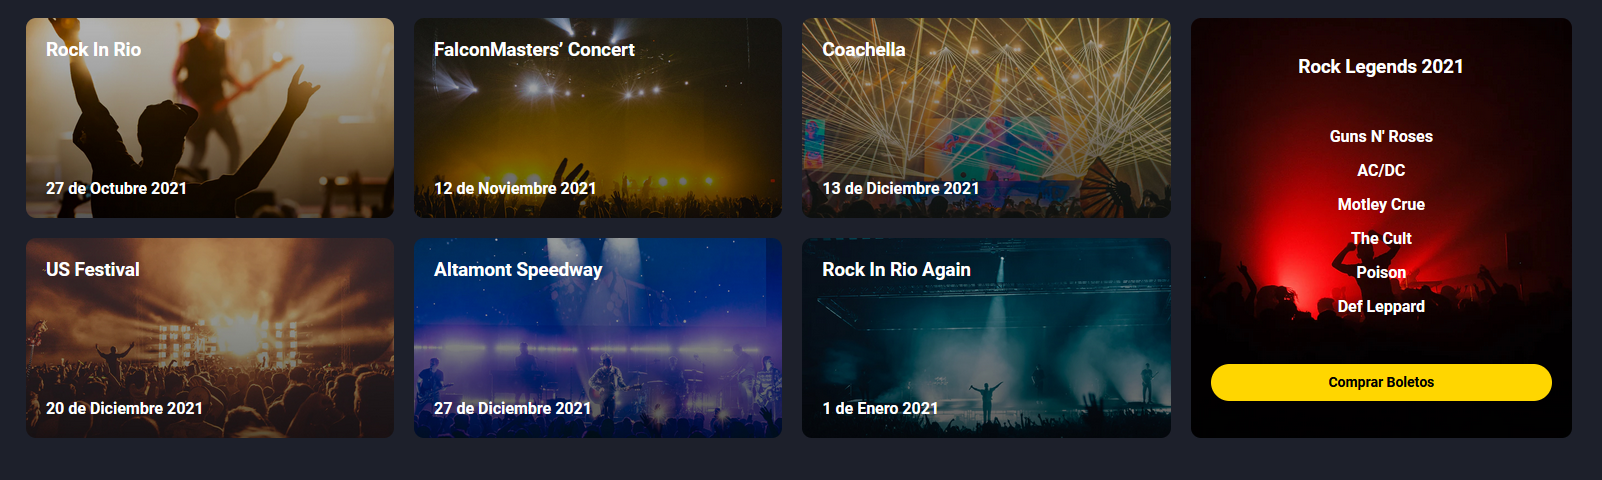 Rock In Rio
27 de Octubre 2021
FalconMasters’ Concert
12 de Noviembre 2021
Coachella
13 de Diciembre 2021
US Festival
20 de Diciembre 2021
Altamont Speedway
27 de Diciembre 2021
Rock In Rio Again
1 de Enero 2021
Rock Legends 2021
Guns N' Roses
AC/DC
Motley Crue
The Cult
Poison
Def Leppard
Comprar Boletos